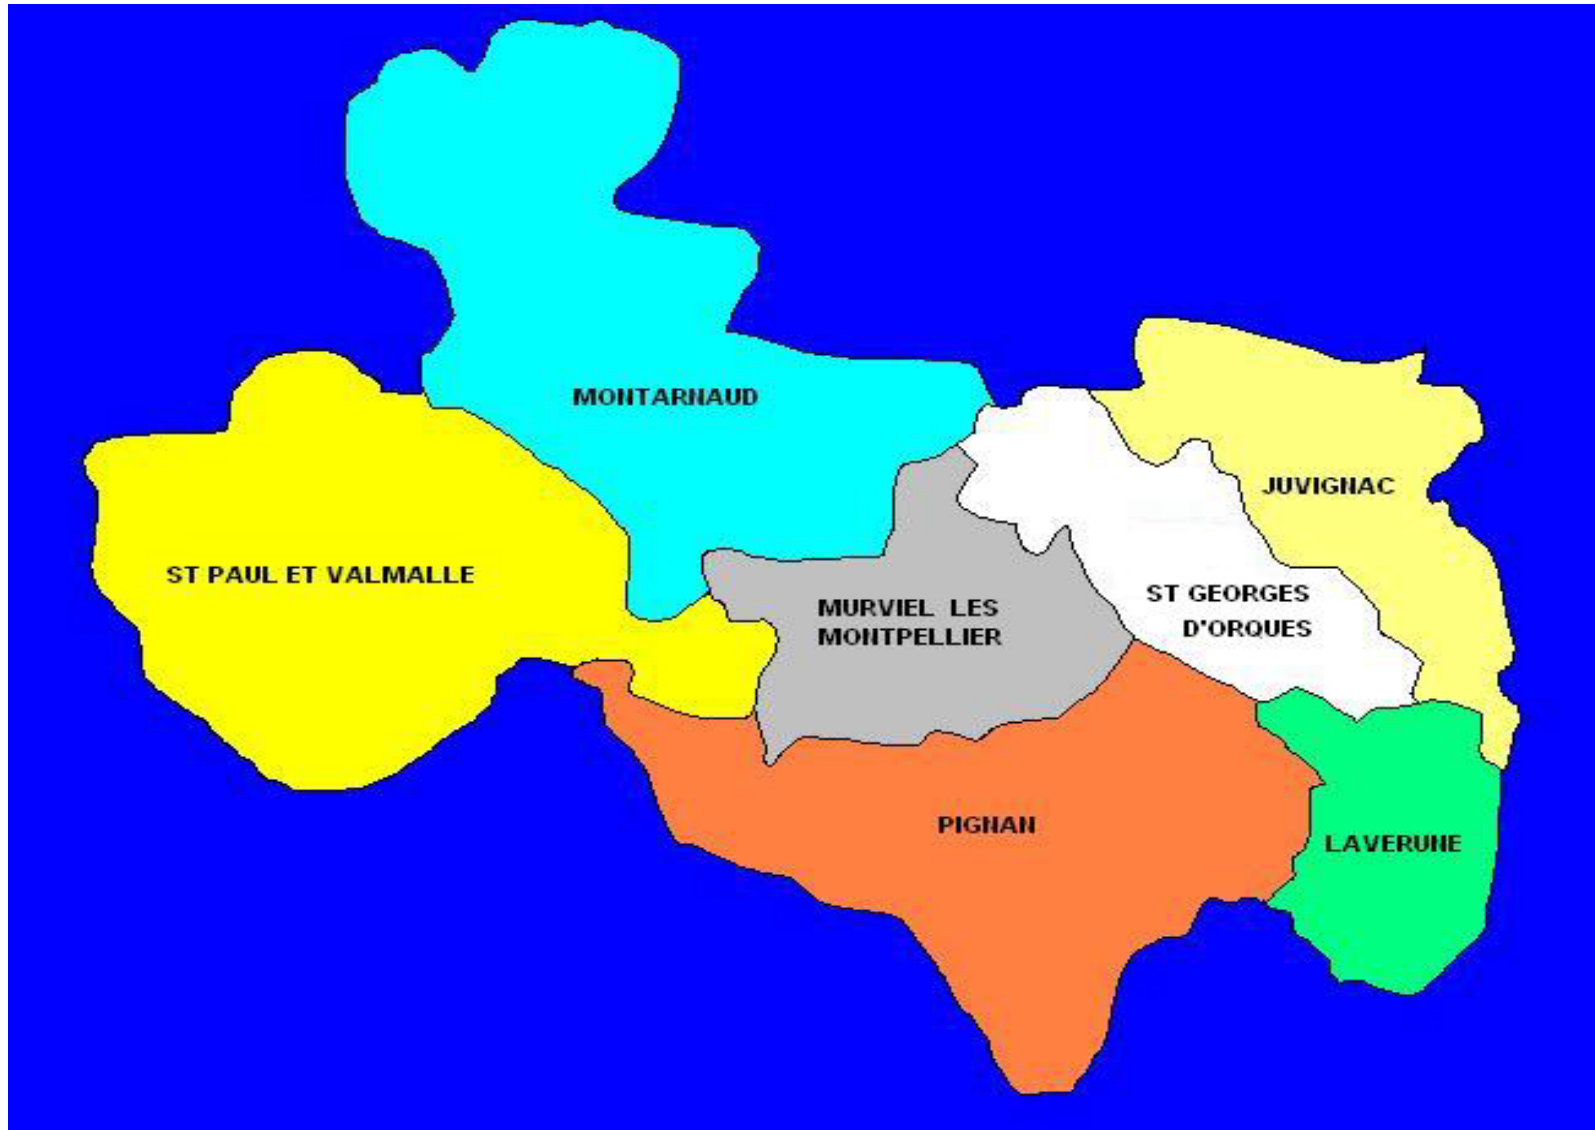 MONTARNAUD
JUVIGNAC
ST PAUL ET VALMALLE
MURVIEL LES
MONTPELLIER
ST GEORGES
D'ORQUES
PIGNAN
LAVERUNE